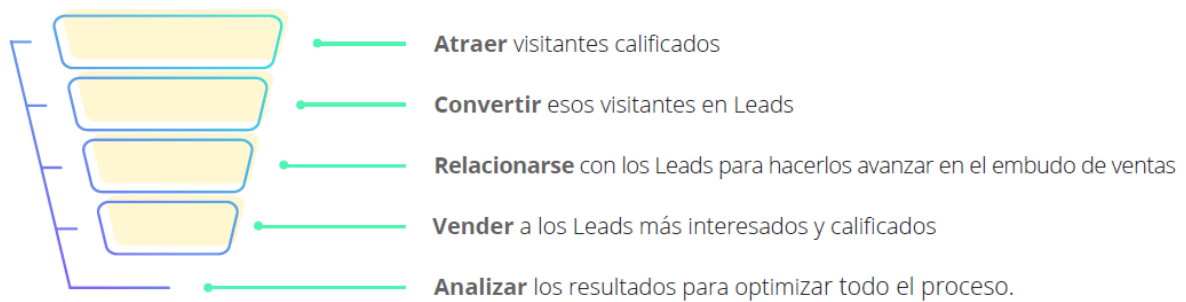 Atraer visitantes calificados
Convertir esos visitantes en Leads
Relacionarse con los Leads para hacerlos avanzar en el embudo de ventas
Vender a los Leads más interesados y calificados
Analizar los resultados para optimizar todo el proceso.